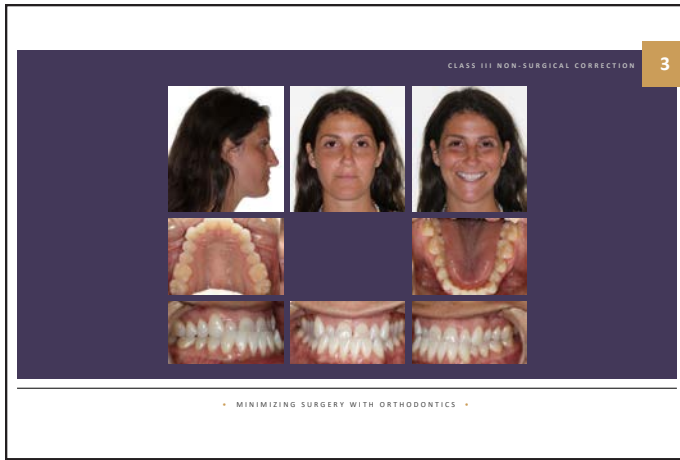 CLASS III NON-SURGICAL CORRECTION
3
• MINIMIZING SURGERY WITH ORTHODONTICS •